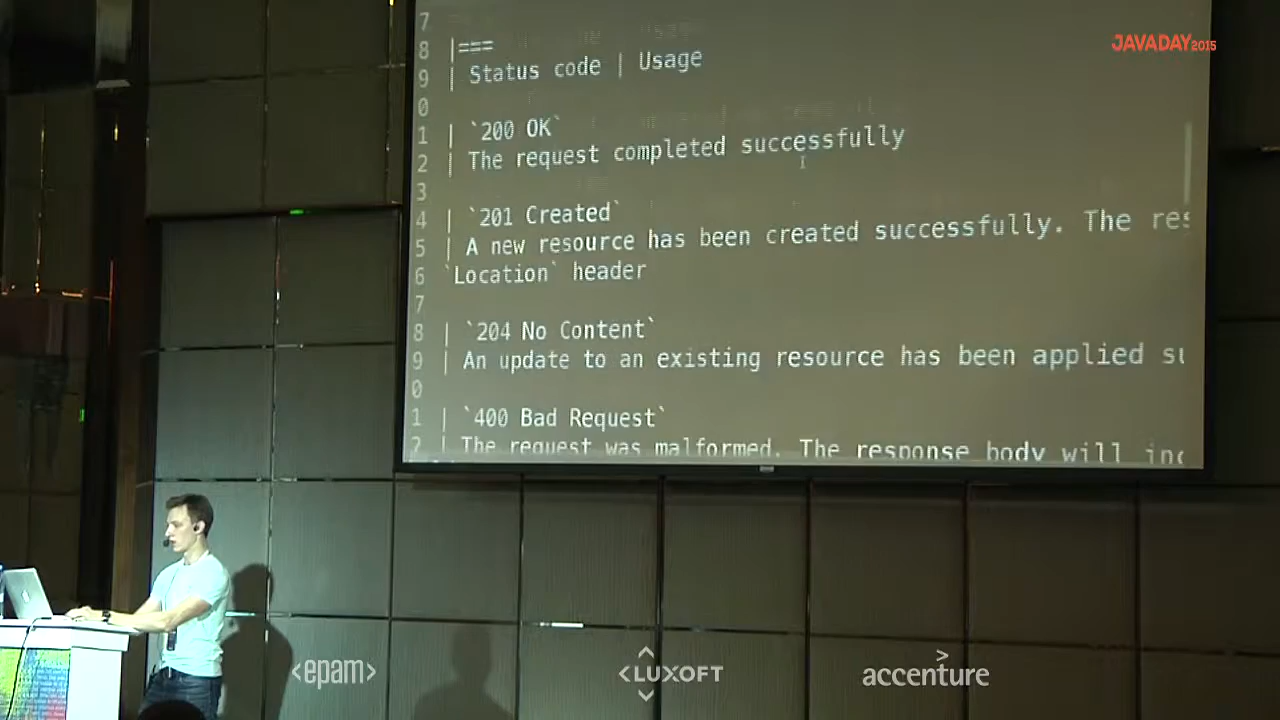 JAVADAY2015
7
8 |===
9 | Status code | Usage
0
1 | `200 OK`
2 | The request completed successfully
3
4 | `201 Created`
5 | A new resource has been created successfully. The res
6 `Location` header
7
8 | `204 No Content`
9 | An update to an existing resource has been applied su
0
1 | `400 Bad Request`
2 | The request was malformed. The response body will inc
<epam>
LUXOFT
accenture